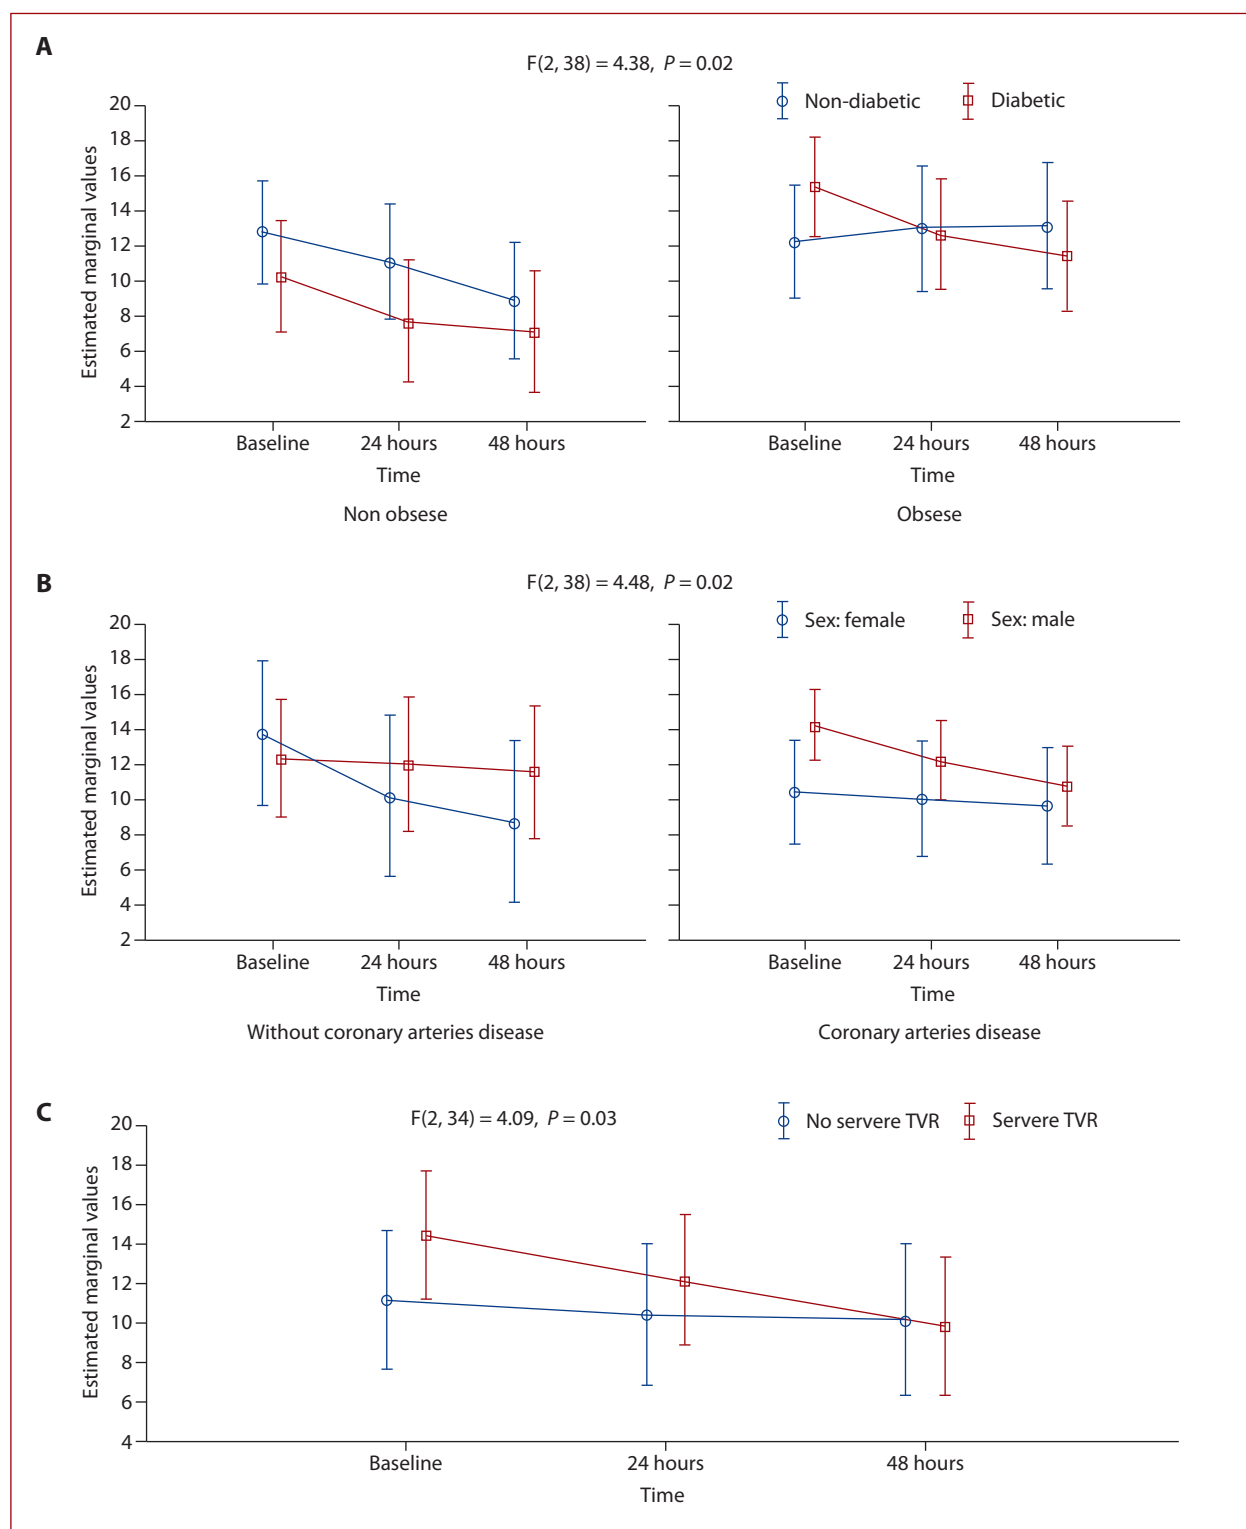 A
F(2, 38) = 4.38, P = 0.02
Non-diabetic
Diabetic
Estimated marginal values
20
18
16
14
12
10
8
6
4
2
Baseline
24 hours
48 hours
Time
Non obsese
Baseline
24 hours
48 hours
Time
Obsese
B
F(2, 38) = 4.48, P = 0.02
Sex: female
Sex: male
Estimated marginal values
20
18
16
14
12
10
8
6
4
2
Baseline
24 hours
48 hours
Time
Without coronary arteries disease
Baseline
24 hours
48 hours
Time
Coronary arteries disease
C
F(2, 34) = 4.09, P = 0.03
No servere TVR
Servere TVR
Estimated marginal values
20
18
16
14
12
10
8
6
4
Baseline
24 hours
48 hours
Time